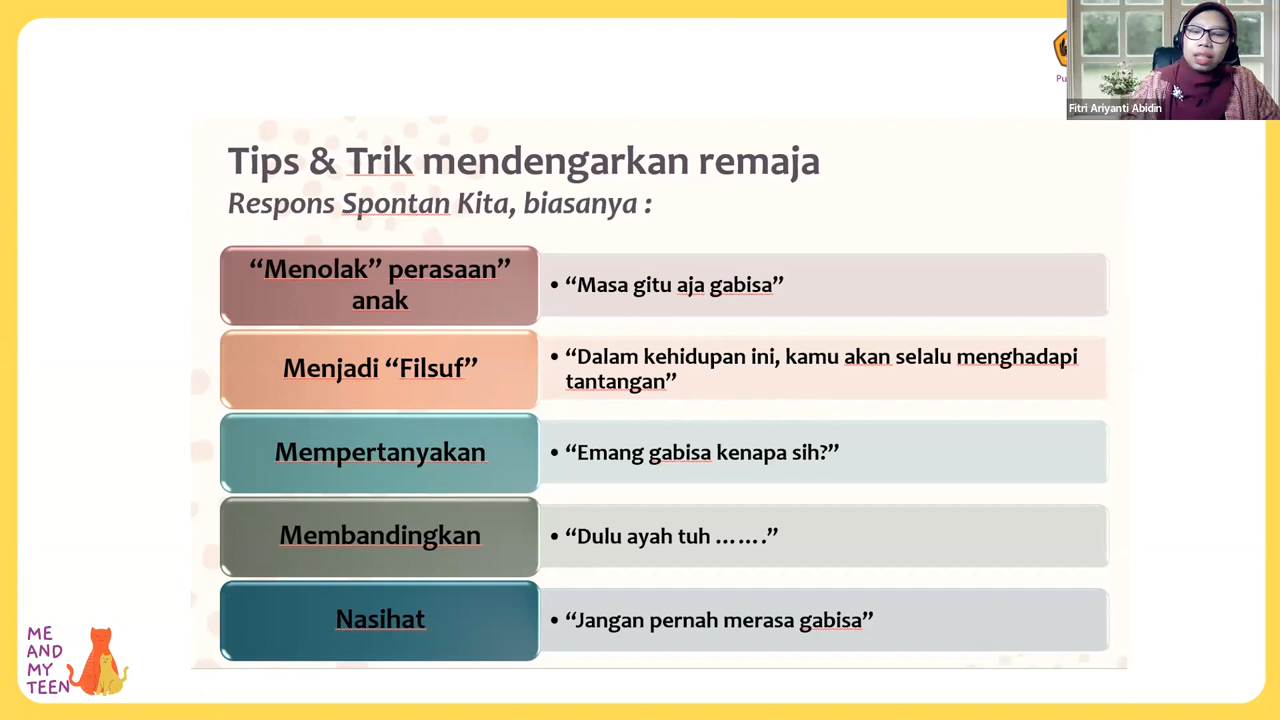 Tips & Trik mendengarkan remaja
Respons Spontan Kita, biasanya :
“Menolak” perasaan”
anak
• “Masa gitu aja gabisa”
Menjadi “Filsuf”
• “Dalam kehidupan ini, kamu akan selalu menghadapi
tantangan”
Mempertanyakan
• “Emang gabisa kenapa sih?”
Membandingkan
• “Dulu ayah tuh …….”
Nasihat
• “Jangan pernah merasa gabisa”
ME
AND
MY
TEEN
Fitri Ariyanti Abidin